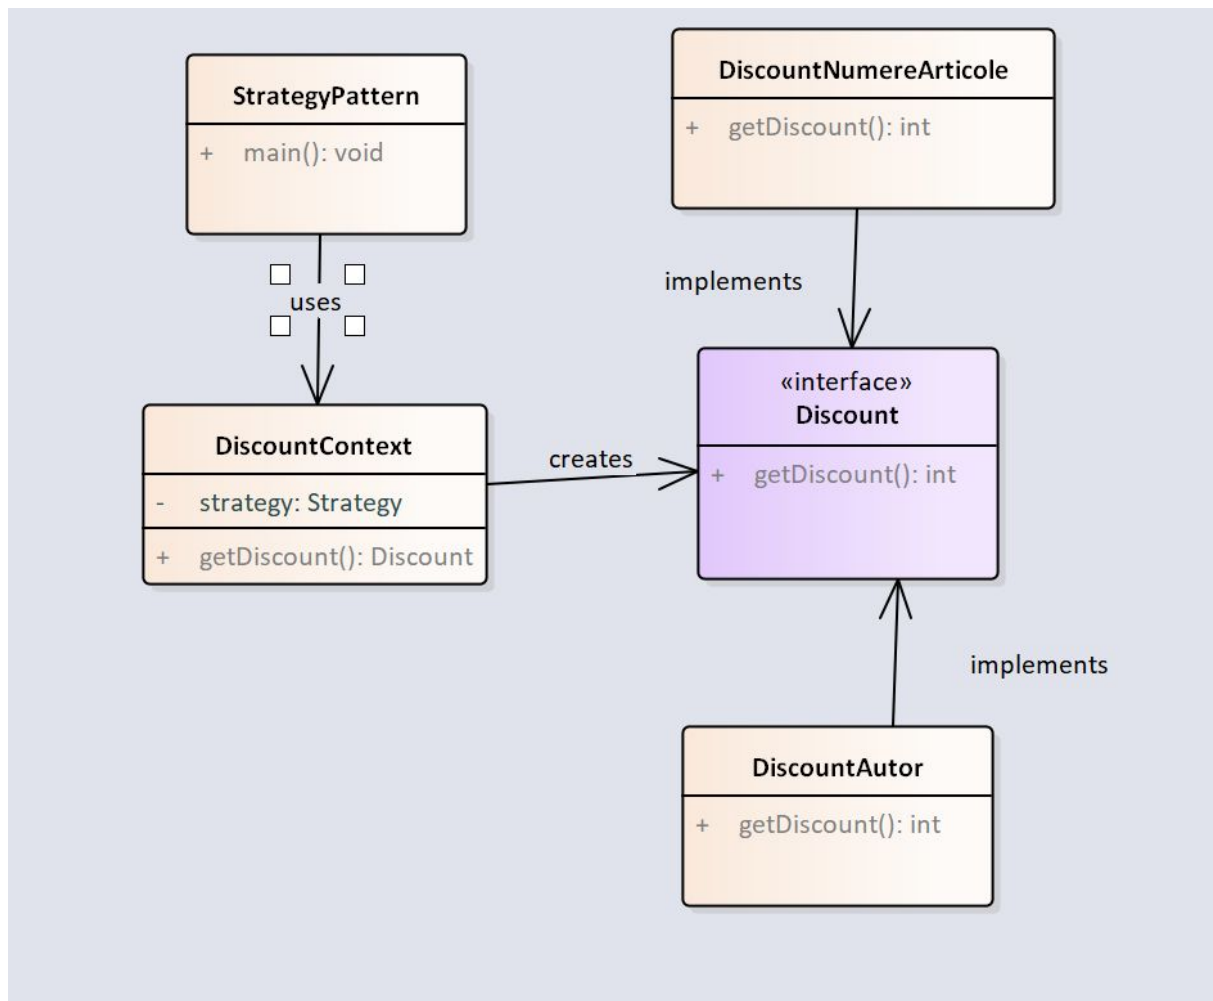 StrategyPattern
+ main(): void
uses
DiscountContext
- strategy: Strategy
+ getDiscount(): Discount
creates
DiscountNumereArticole
+ getDiscount(): int
implements
«interface»
Discount
+ getDiscount(): int
implements
DiscountAutor
+ getDiscount(): int